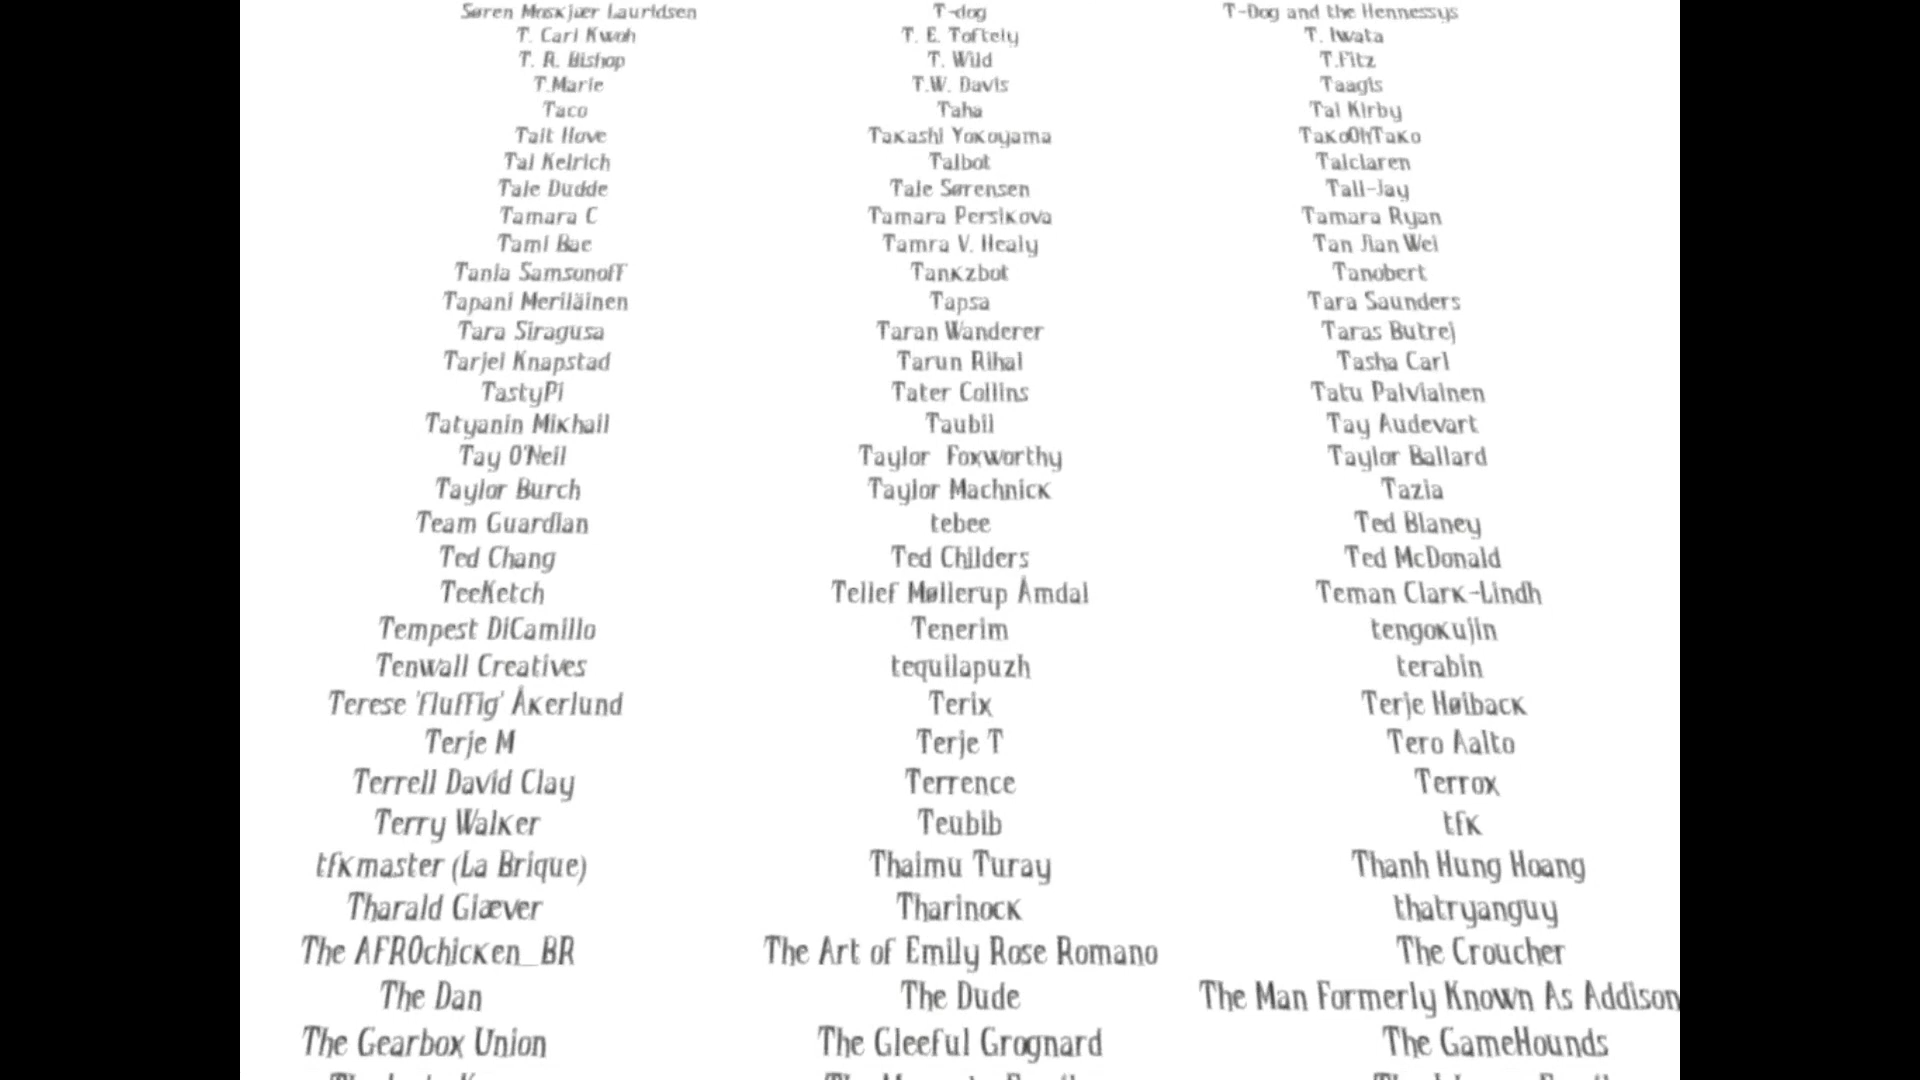 Søren Moskjær Lauridsen T-dog T-Dog and the Hennessys
T. Carl Kwoh T. E. Toftely T. Iwata
T. R. Bishop T. Wild T.Fitz
T.Marie T.W. Davis Taagis
Taco Taha Tai Kirby
Tait Hove Takashi Yokoyama TakoOhTako
Tal Kelrich Talbot Talclaren
Tale Dudde Tale Sørensen Tall-Jay
Tamara C Tamara Persikova Tamara Ryan
Tami Bae Tamra V. Healy Tan Jian Wei
Tania Samsonoff Tankzbot Tanobert
Tapani Meriläinen Tapsa Tara Saunders
Tara Siragusa Taran Wanderer Taras Butrej
Tarjei Knapstad Tarun Rihal Tasha Carl
TastyPi Tater Collins Tatu Palviainen
Tatyanin Mikhail Taubil Tay Audevart
Tay O'Neil Taylor Foxworthy Taylor Ballard
Taylor Burch Taylor Machnick Tazia
Team Guardian tebee Ted Blaney
Ted Chang Ted Childers Ted McDonald
TeeKetch Tellef Møllerup Åmdal Teman Clark-Lindh
Tempest DiCamillo Tenerim tengokujin
Tenwall Creatives tequilapuzh terabin
Terese 'fluffig' Åkerlund Terix Terje Høiback
Terje M Terje T Tero Aalto
Terrell David Clay Terrence Terrox
Terry Walker Teubib tfk
tfkmaster (La Brique) Thaimu Turay Thanh Hung Hoang
Tharald Giæver Tharinock thatryanguy
The AFROchicken_BR The Art of Emily Rose Romano The Croucher
The Dan The Dude The Man Formerly Known As Addison
The Gearbox Union The Gleeful Grognard The GameHounds